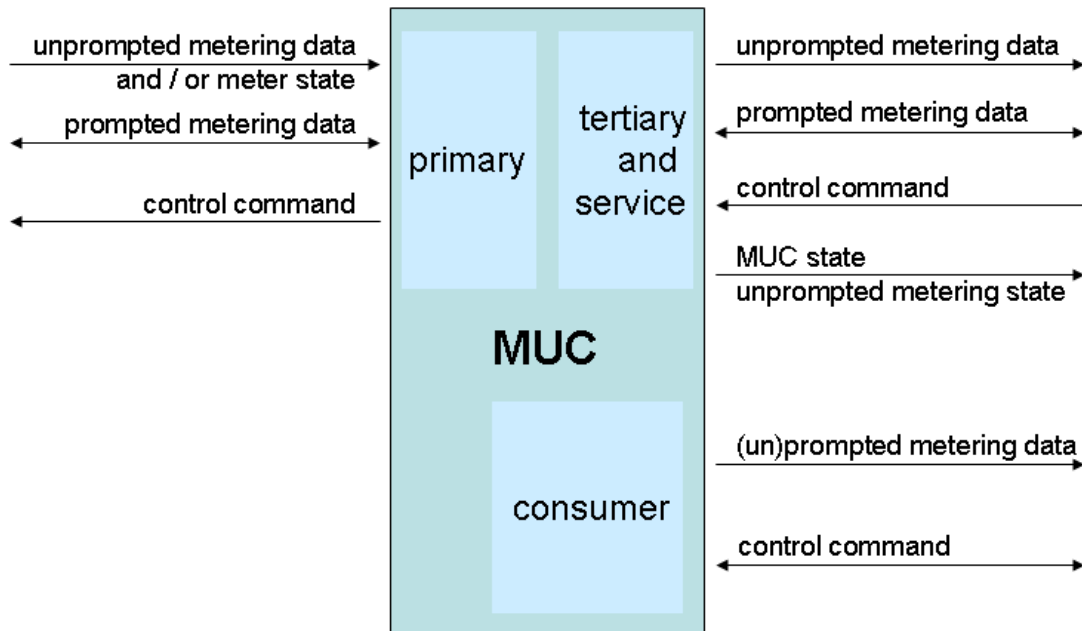 unprompted metering data
and / or meter state
prompted metering data
control command
primary
tertiary
and
service
unprompted metering data
prompted metering data
control command
MUC state
unprompted metering state
MUC
consumer
(un)prompted metering data
control command